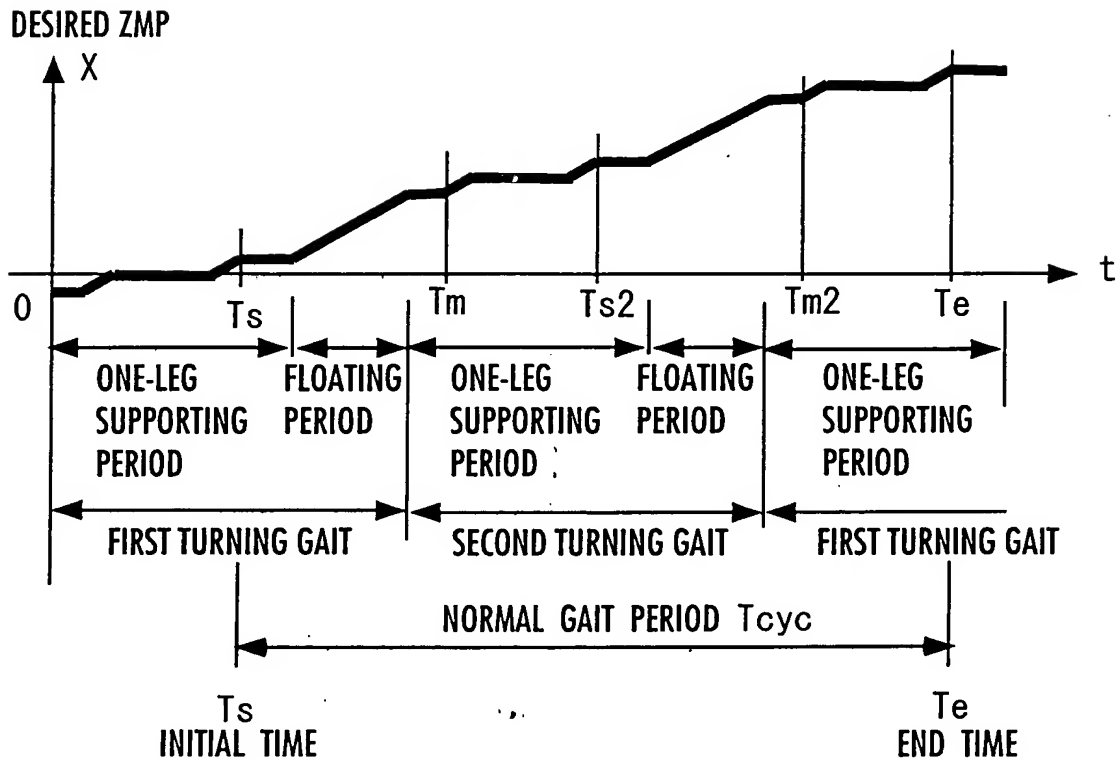 DESIRED ZMP
X
t
0
Ts
Tm
Ts2
Tm2
Te
ONE-LEG
SUPPORTING
PERIOD
FLOATING
PERIOD
ONE-LEG
SUPPORTING
PERIOD
FLOATING
PERIOD
ONE-LEG
SUPPORTING
PERIOD
FIRST TURNING GAIT
SECOND TURNING GAIT
FIRST TURNING GAIT
NORMAL GAIT PERIOD Tcyc
Ts
INITIAL TIME
Te
END TIME